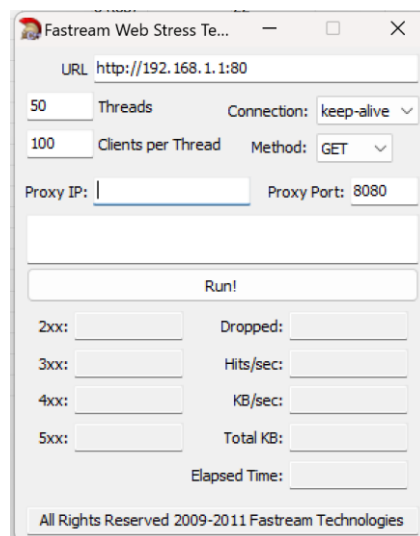 Fastream Web Stress Te...
URL http://192.168.1.1:80
50 Threads Connection: keep-alive
100 Clients per Thread Method: GET
Proxy IP: Proxy Port: 8080
Run!
2xx: Dropped:
3xx: Hits/sec:
4xx: KB/sec:
5xx: Total KB:
Elapsed Time:
All Rights Reserved 2009-2011 Fastream Technologies